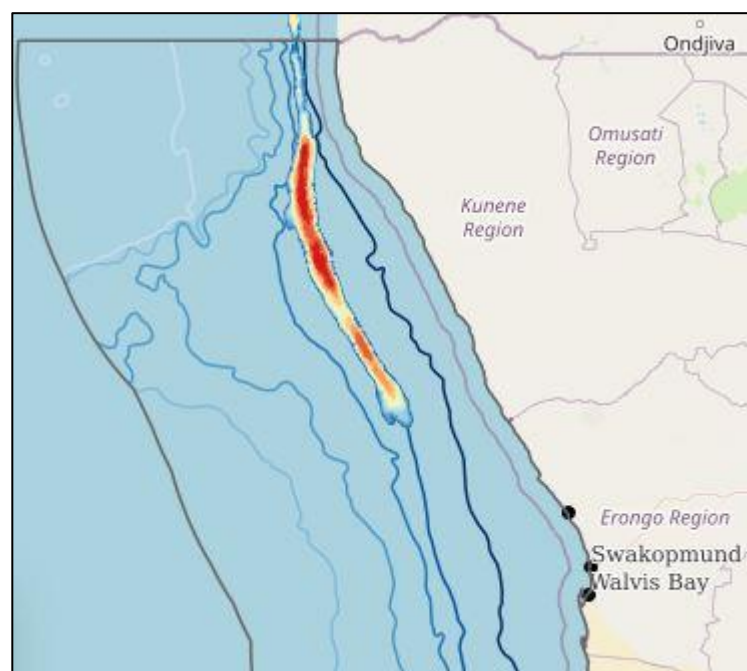 Ondjiva
Omusati
Region
Kunene
Region
Erongo Region
Swakopmund
Walvis Bay